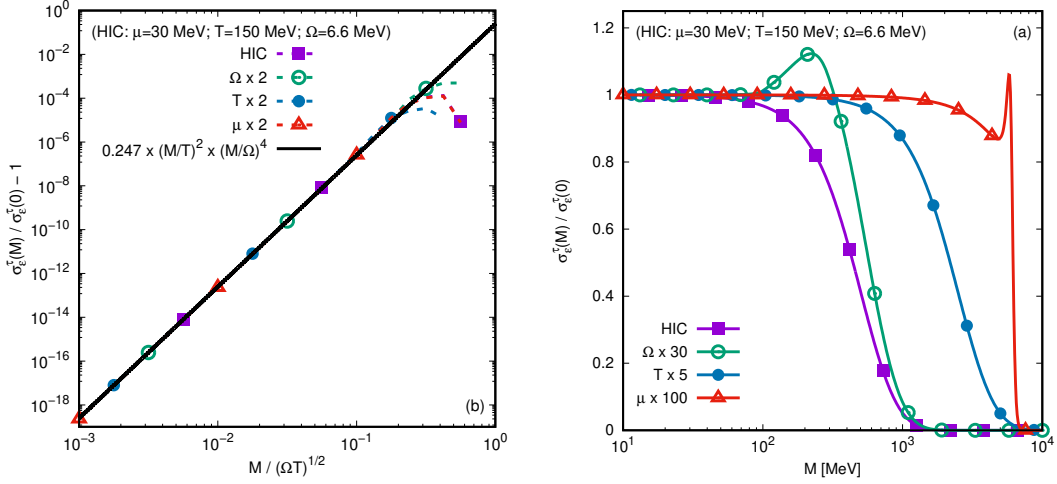 (HIC: μ=30 MeV; T=150 MeV; Ω=6.6 MeV)
HIC
Ω x 2
T x 2
μ x 2
0.247 x (M/T)² x (M/Ω)⁴
10⁰
10⁻²
10⁻⁴
10⁻⁶
10⁻⁸
10⁻¹⁰
10⁻¹²
10⁻¹⁴
10⁻¹⁶
10⁻¹⁸
σ_ε^τ(M) / σ_ε^τ(0) − 1
(b)
10⁻³ 10⁻² 10⁻¹ 10⁰
M / (ΩT)^1/2
(HIC: μ=30 MeV; T=150 MeV; Ω=6.6 MeV) (a)
1.2
1
0.8
0.6
0.4
0.2
0
σ_ε^τ(M) / σ_ε^τ(0)
HIC
Ω x 30
T x 5
μ x 100
10¹ 10² 10³ 10⁴
M [MeV]